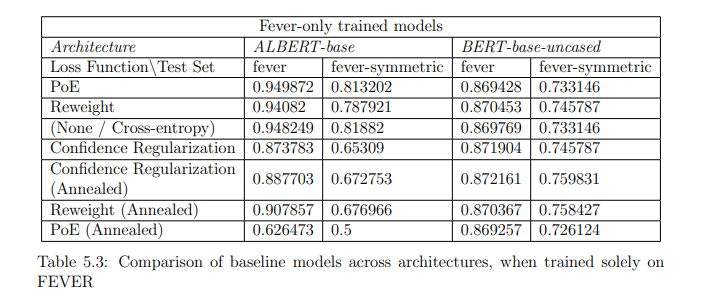 Fever-only trained models
Architecture ALBERT-base BERT-base-uncased
Loss Function\Test Set fever fever-symmetric fever fever-symmetric
PoE 0.949872 0.813202 0.869428 0.733146
Reweight 0.94082 0.787921 0.870453 0.745787
(None / Cross-entropy) 0.948249 0.81882 0.869769 0.733146
Confidence Regularization 0.873783 0.65309 0.871904 0.745787
Confidence Regularization
(Annealed) 0.887703 0.672753 0.872161 0.759831
Reweight (Annealed) 0.907857 0.676966 0.870367 0.758427
PoE (Annealed) 0.626473 0.5 0.869257 0.726124
Table 5.3: Comparison of baseline models across architectures, when trained solely on
FEVER